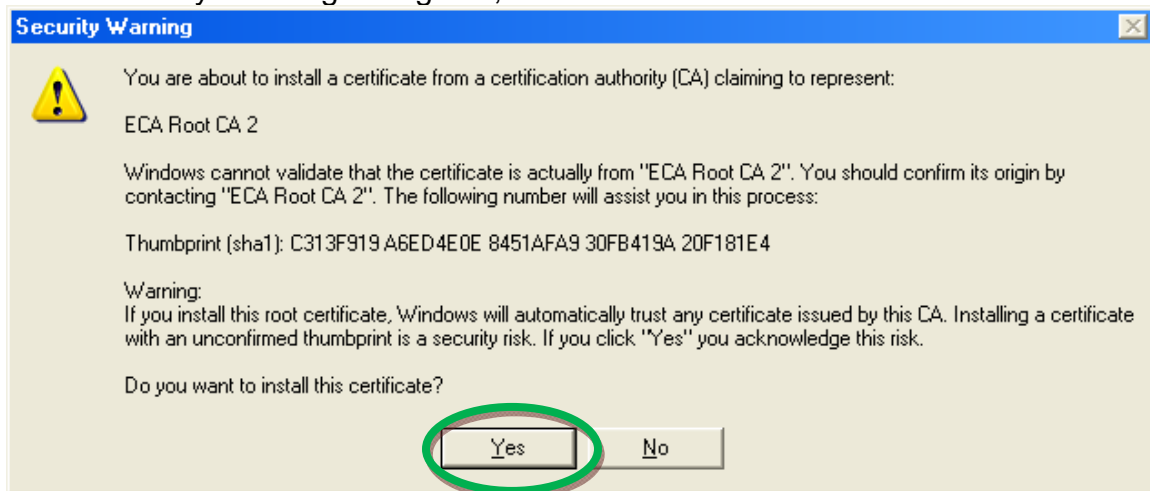 Security Warning
You are about to install a certificate from a certification authority (CA) claiming to represent:
ECA Root CA 2
Windows cannot validate that the certificate is actually from "ECA Root CA 2". You should confirm its origin by
contacting "ECA Root CA 2". The following number will assist you in this process:
Thumbprint (sha1): C313F919 A6ED4E0E 8451AFA9 30FB419A 20F181E4
Warning:
If you install this root certificate, Windows will automatically trust any certificate issued by this CA. Installing a certificate
with an unconfirmed thumbprint is a security risk. If you click "Yes" you acknowledge this risk.
Do you want to install this certificate?
Yes No